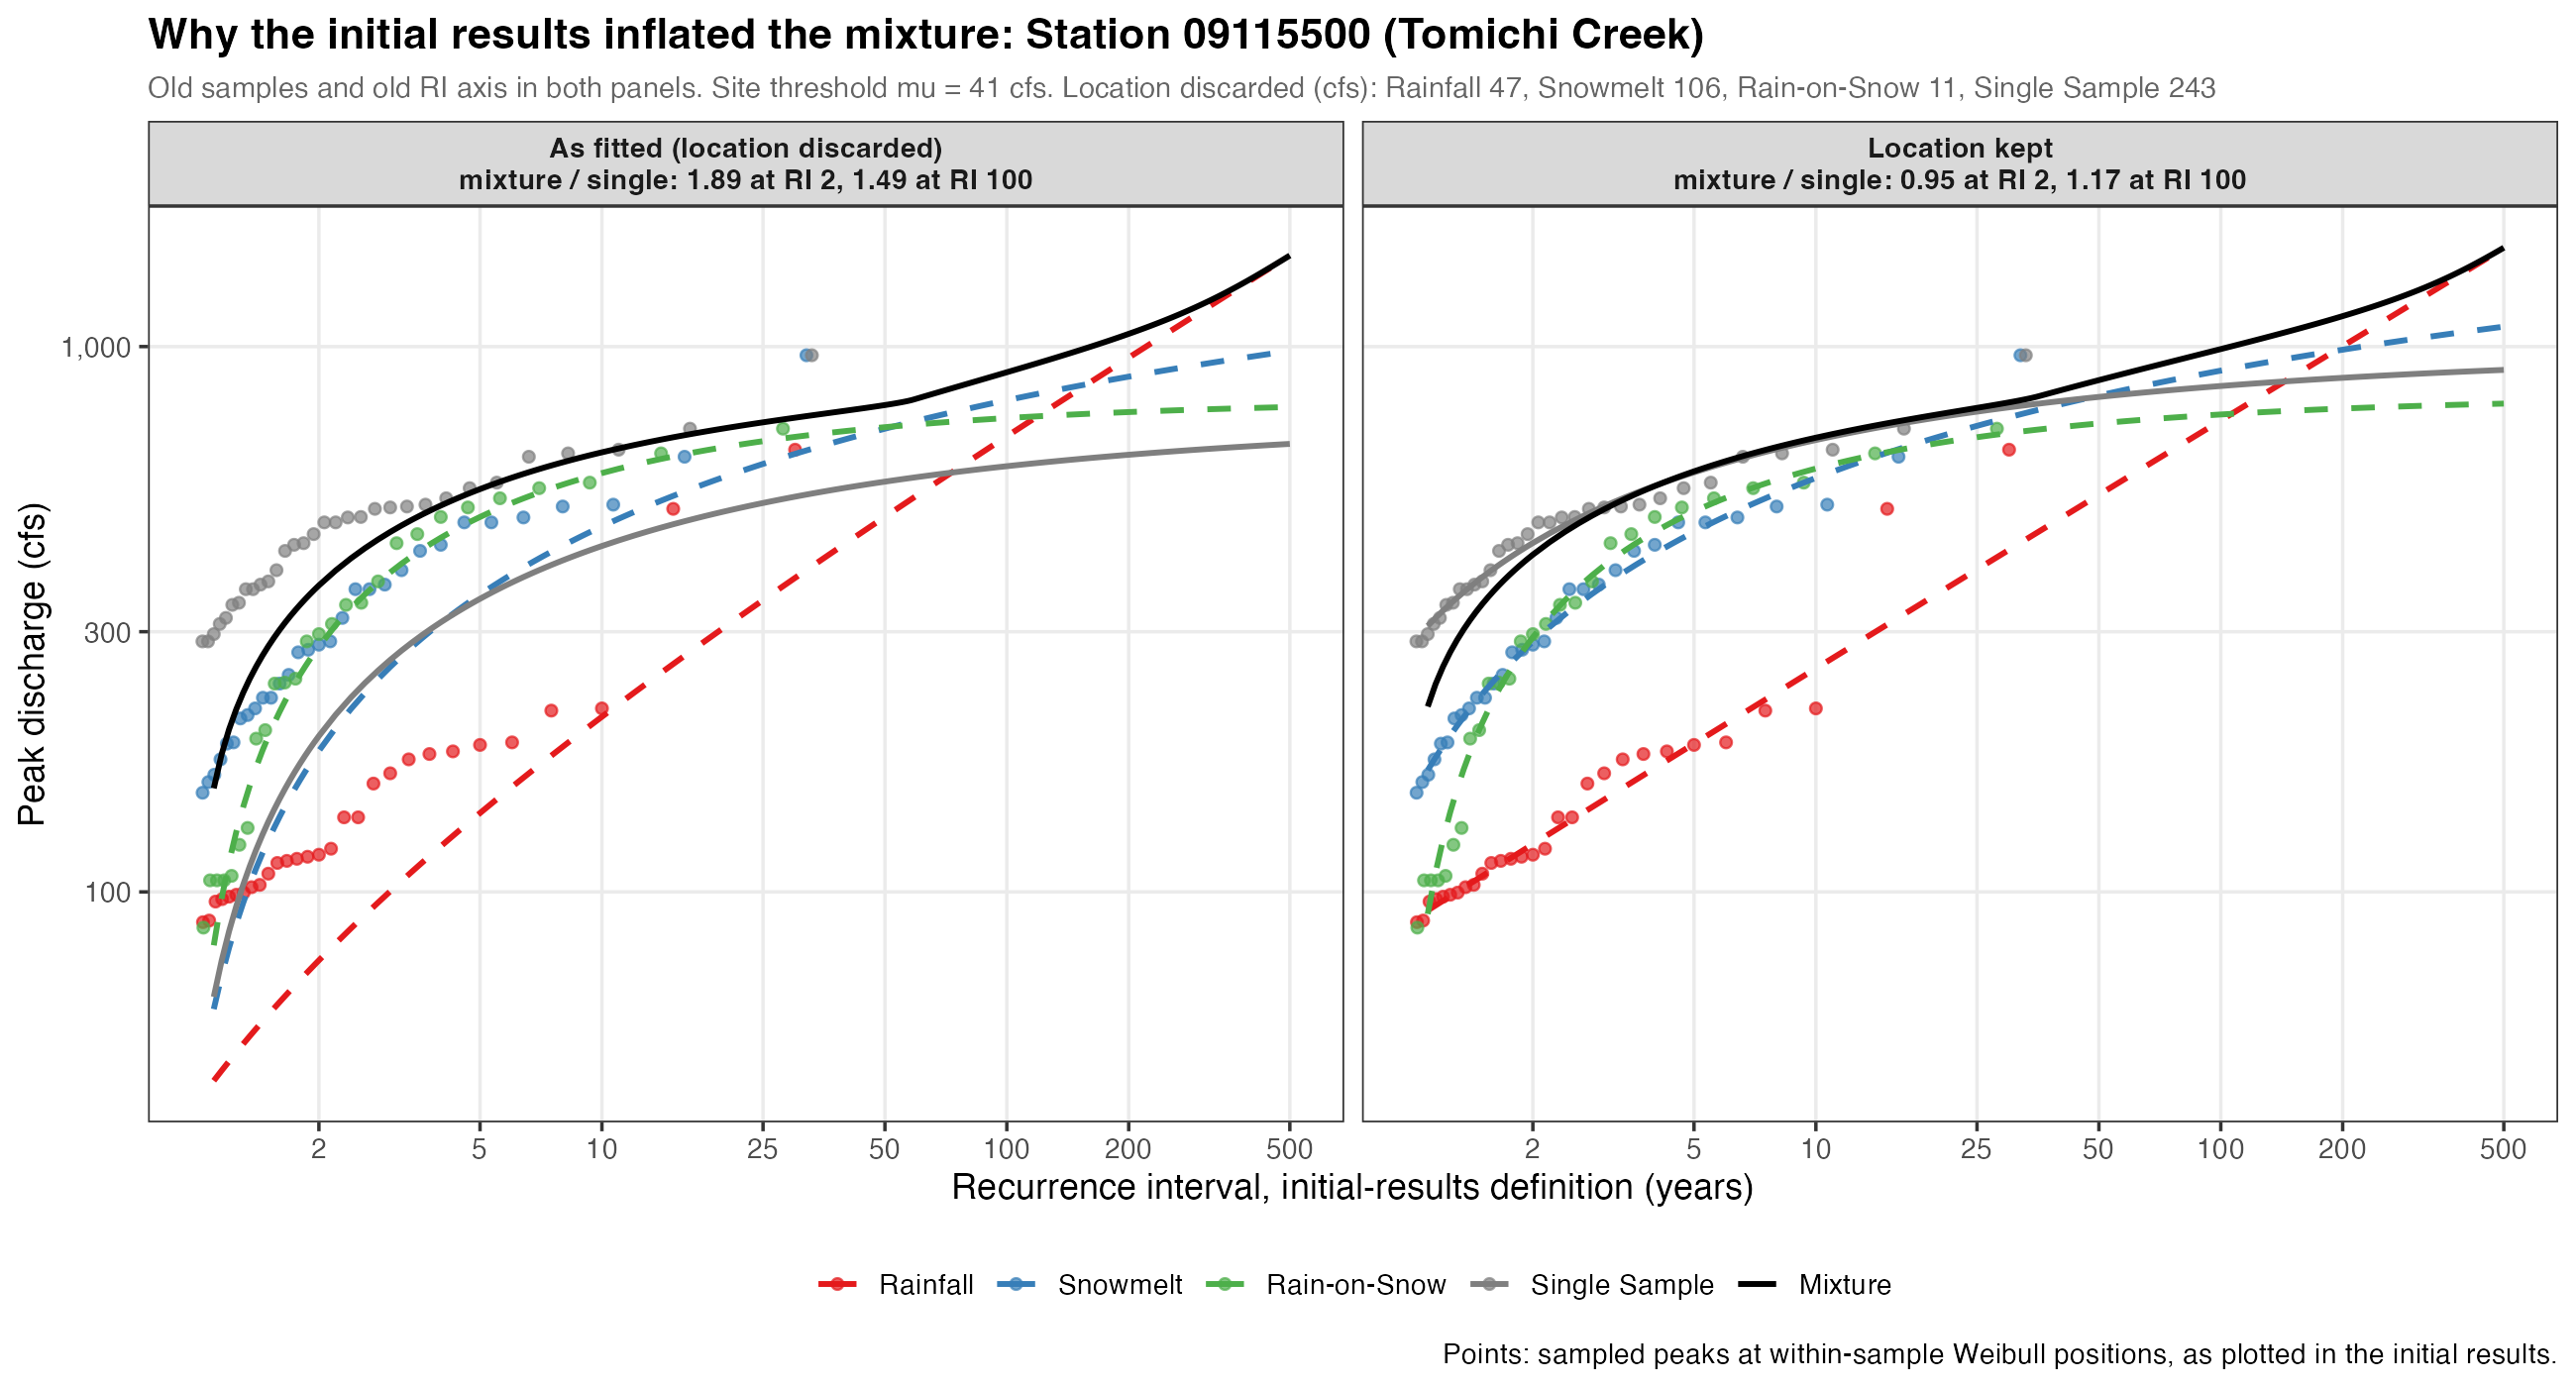 Why the initial results inflated the mixture: Station 09115500 (Tomichi Creek)
Old samples and old RI axis in both panels. Site threshold mu = 41 cfs. Location discarded (cfs): Rainfall 47, Snowmelt 106, Rain-on-Snow 11, Single Sample 243
As fitted (location discarded)
mixture / single: 1.89 at RI 2, 1.49 at RI 100
Location kept
mixture / single: 0.95 at RI 2, 1.17 at RI 100
Peak discharge (cfs)
1,000
300
100
2 5 10 25 50 100 200 500
2 5 10 25 50 100 200 500
Recurrence interval, initial-results definition (years)
Rainfall Snowmelt Rain-on-Snow Single Sample Mixture
Points: sampled peaks at within-sample Weibull positions, as plotted in the initial results.